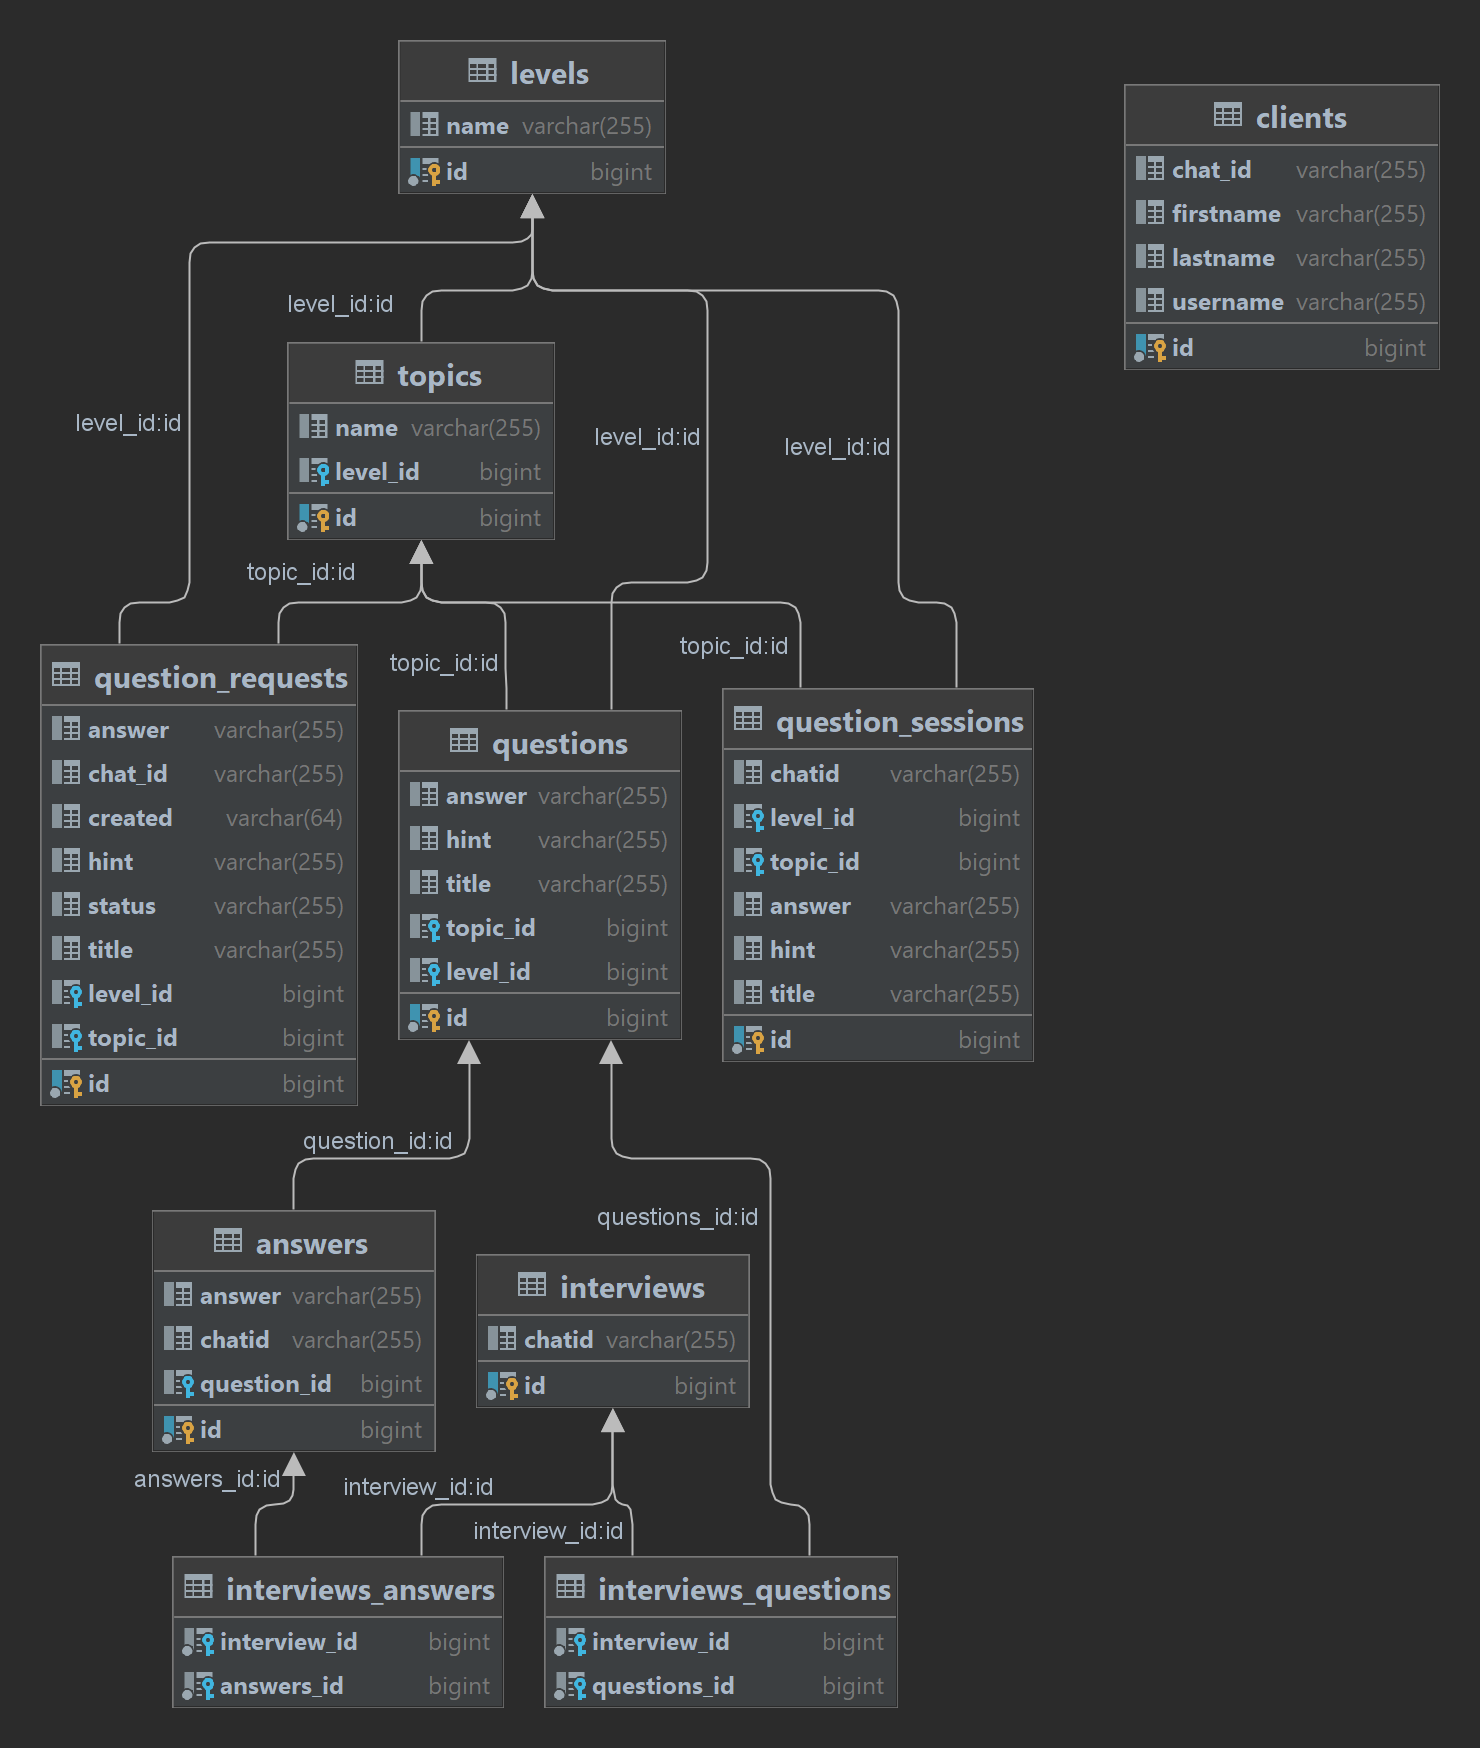 levels
name varchar(255)
id bigint
clients
chat_id varchar(255)
firstname varchar(255)
lastname varchar(255)
username varchar(255)
id bigint
level_id:id
level_id:id
level_id:id
level_id:id
topics
name varchar(255)
level_id bigint
id bigint
topic_id:id
topic_id:id
topic_id:id
question_requests
answer varchar(255)
chat_id varchar(255)
created varchar(64)
hint varchar(255)
status varchar(255)
title varchar(255)
level_id bigint
topic_id bigint
id bigint
questions
answer varchar(255)
hint varchar(255)
title varchar(255)
topic_id bigint
level_id bigint
id bigint
question_sessions
chatid varchar(255)
level_id bigint
topic_id bigint
answer varchar(255)
hint varchar(255)
title varchar(255)
id bigint
question_id:id
questions_id:id
answers
answer varchar(255)
chatid varchar(255)
question_id bigint
id bigint
interviews
chatid varchar(255)
id bigint
answers_id:id
interview_id:id
interview_id:id
interviews_answers
interview_id bigint
answers_id bigint
interviews_questions
interview_id bigint
questions_id bigint